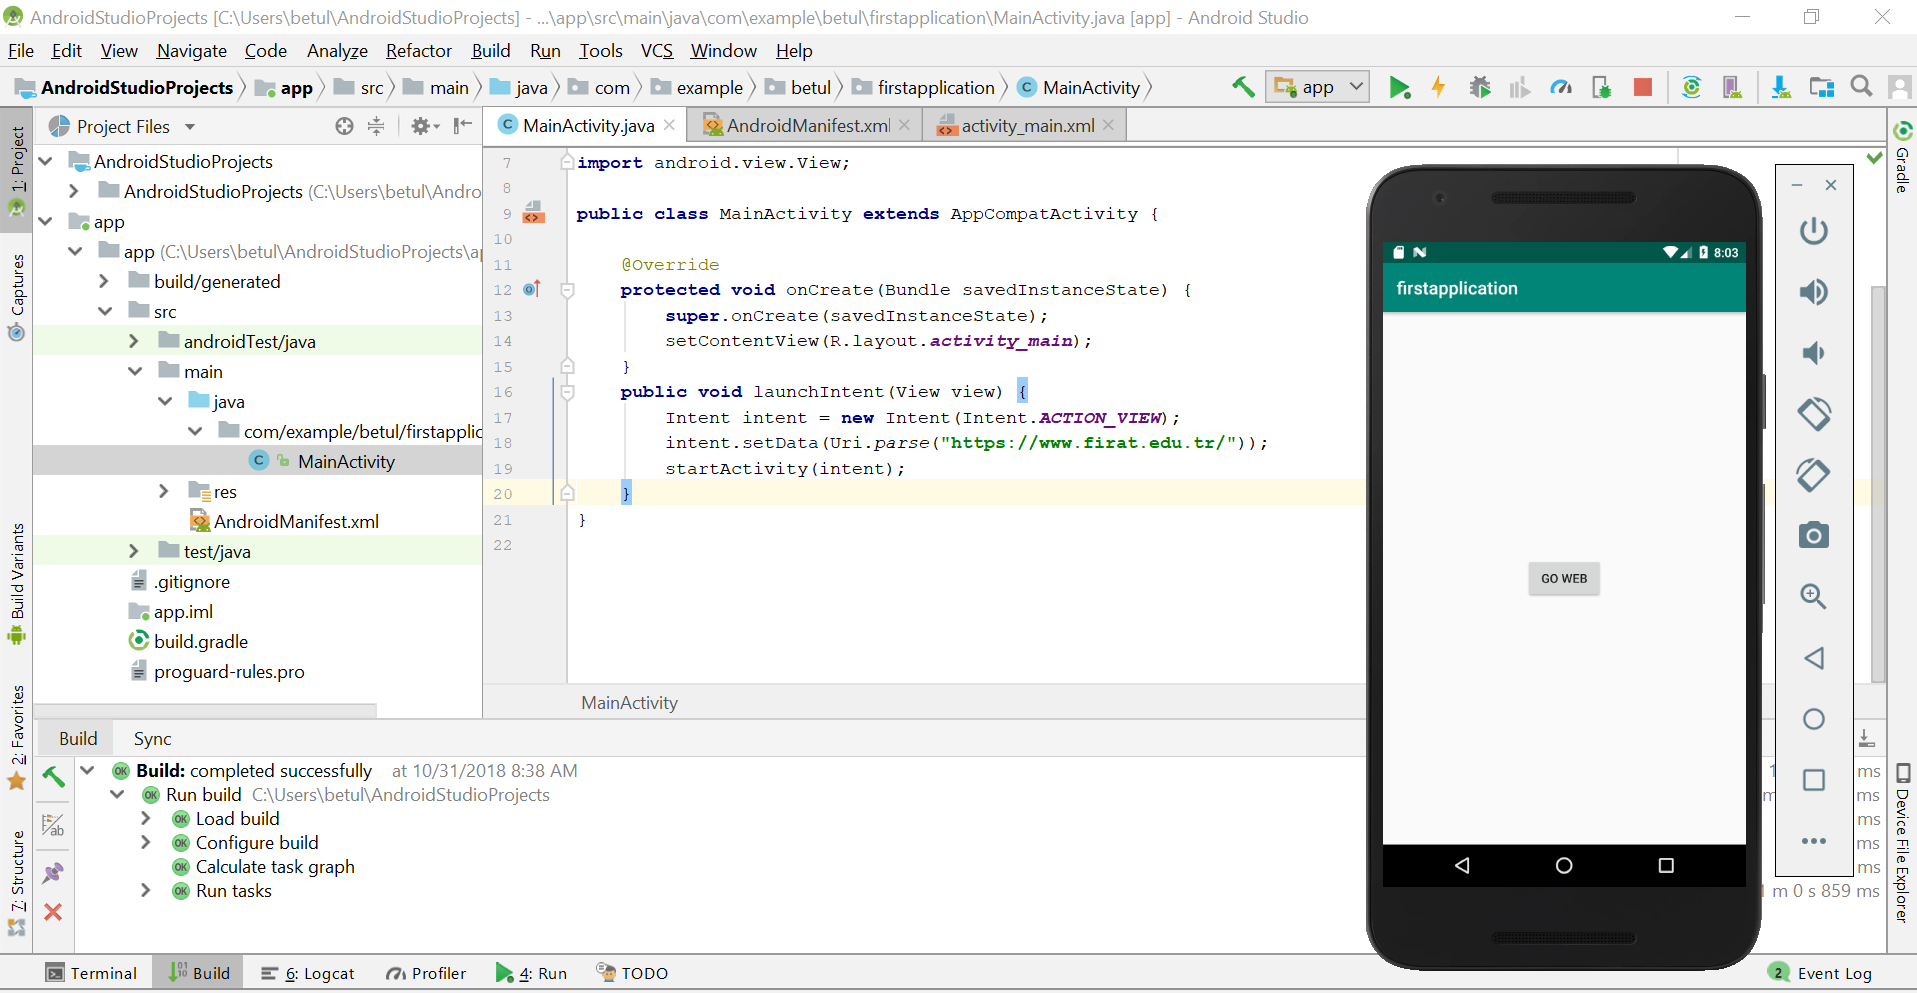 AndroidStudioProjects [C:\Users\betul\AndroidStudioProjects] - ...\app\src\main\java\com\example\betul\firstapplication\MainActivity.java [app] - Android Studio
File Edit View Navigate Code Analyze Refactor Build Run Tools VCS Window Help
AndroidStudioProjects app src main java com example betul firstapplication MainActivity app
Project Files
MainActivity.java AndroidManifest.xml activity_main.xml
1: Project
Captures
Build Variants
2: Favorites
7: Structure
AndroidStudioProjects
AndroidStudioProjects (C:\Users\betul\Andro
app
app (C:\Users\betul\AndroidStudioProjects\a
build/generated
src
androidTest/java
main
java
com/example/betul/firstapplic
MainActivity
res
AndroidManifest.xml
test/java
.gitignore
app.iml
build.gradle
proguard-rules.pro
7 import android.view.View;
8
9 public class MainActivity extends AppCompatActivity {
10
11 @Override
12 protected void onCreate(Bundle savedInstanceState) {
13 super.onCreate(savedInstanceState);
14 setContentView(R.layout.activity_main);
15 }
16 public void launchIntent(View view) {
17 Intent intent = new Intent(Intent.ACTION_VIEW);
18 intent.setData(Uri.parse("https://www.firat.edu.tr/"));
19 startActivity(intent);
20 }
21 }
22
MainActivity
8:03
firstapplication
GO WEB
Gradle
Device File Explorer
Build Sync
Build: completed successfully at 10/31/2018 8:38 AM
Run build C:\Users\betul\AndroidStudioProjects
Load build
Configure build
Calculate task graph
Run tasks
ms
ms
ms
ms
ms
m 0 s 859 ms
Terminal Build 6: Logcat Profiler 4: Run TODO 2 Event Log